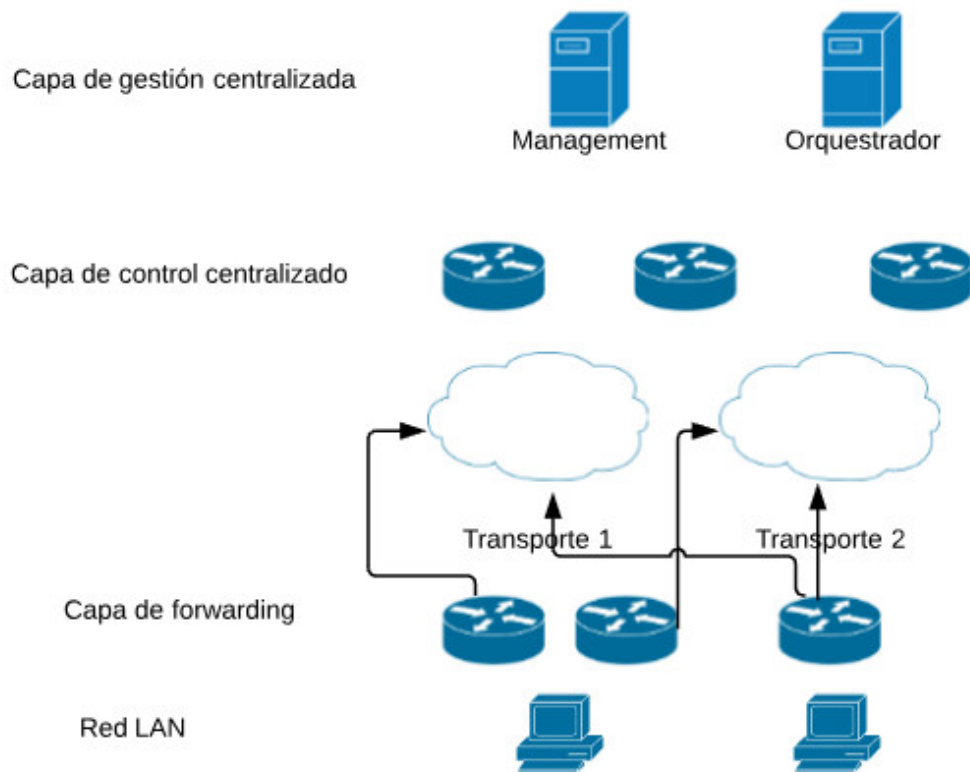 Capa de gestión centralizada
Management
Orquestrador
Capa de control centralizado
Transporte 1
Transporte 2
Capa de forwarding
Red LAN